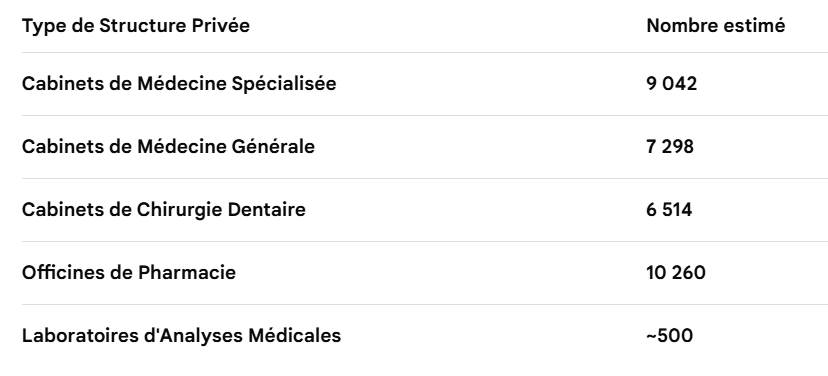 Type de Structure Privée Nombre estimé
Cabinets de Médecine Spécialisée 9 042
Cabinets de Médecine Générale 7 298
Cabinets de Chirurgie Dentaire 6 514
Officines de Pharmacie 10 260
Laboratoires d'Analyses Médicales ~500